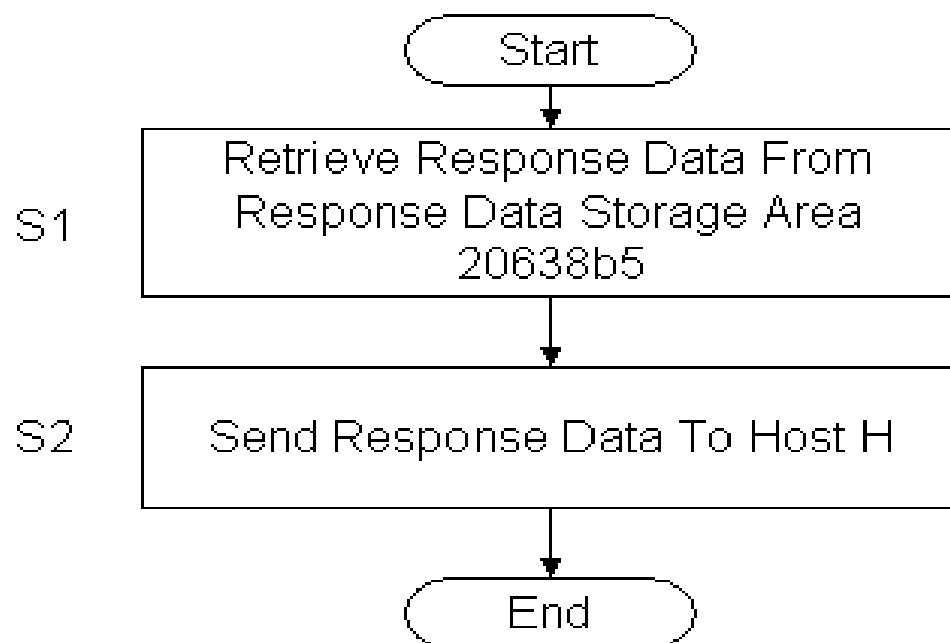 Start
S1
Retrieve Response Data From
Response Data Storage Area
20638b5
S2
Send Response Data To Host H
End